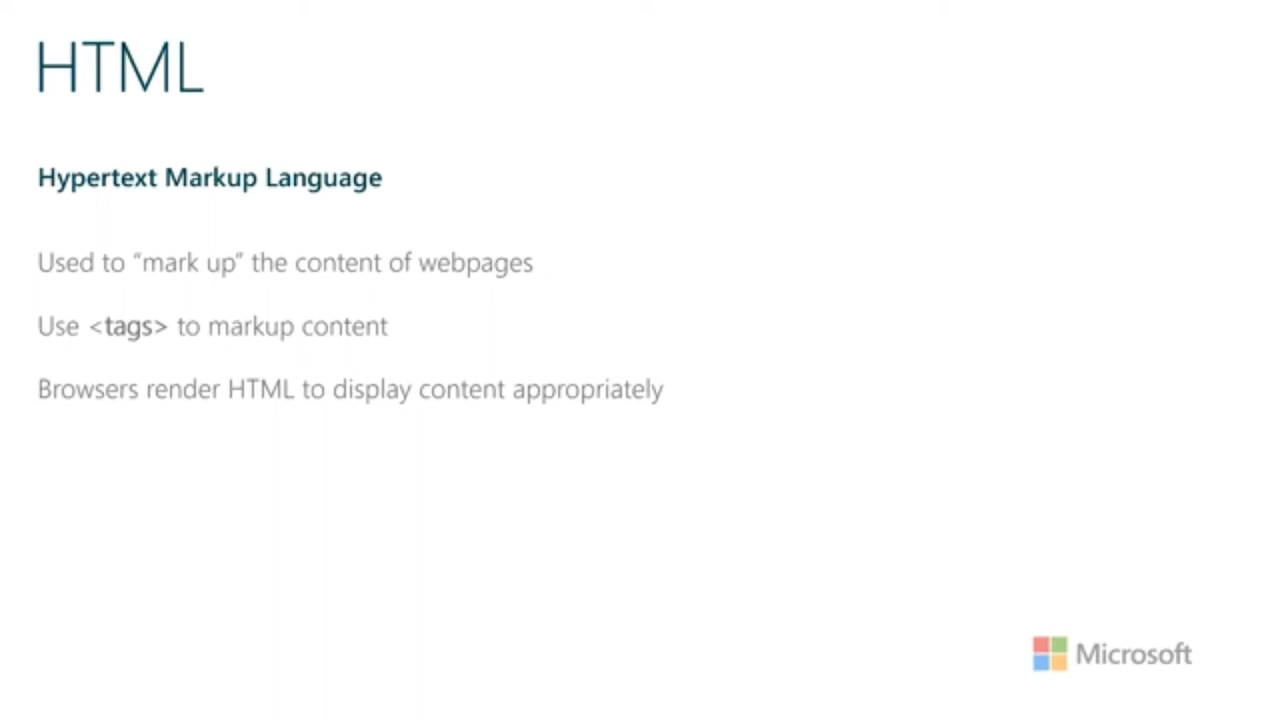 HTML
Hypertext Markup Language
Used to “mark up” the content of webpages
Use <tags> to markup content
Browsers render HTML to display content appropriately
Microsoft